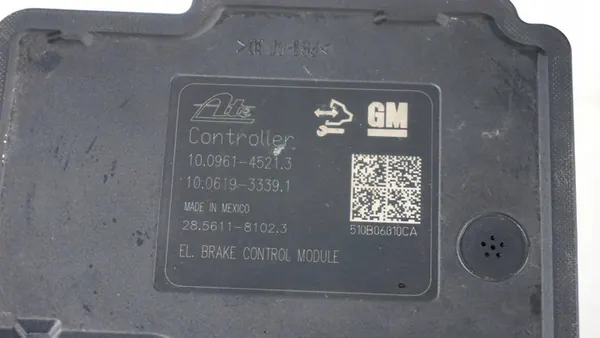 Ate
GM
Controller
10.0961-4521.3
10.0619-3339.1
MADE IN MEXICO
28.5611-8102.3
510B06010CA
EL. BRAKE CONTROL MODULE